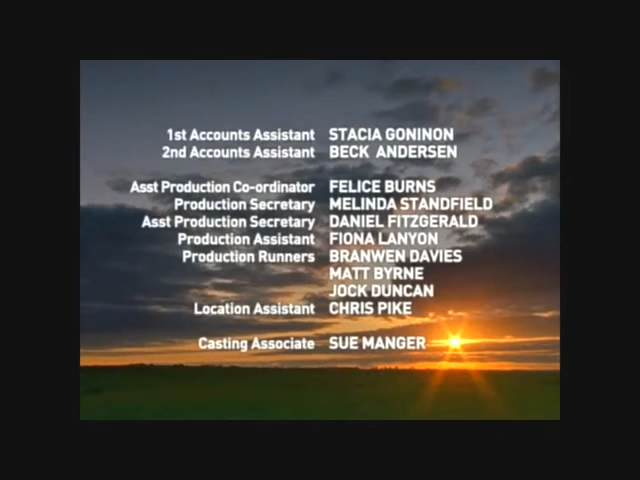 1st Accounts Assistant STACIA GONINON
2nd Accounts Assistant BECK ANDERSEN
Asst Production Co-ordinator FELICE BURNS
Production Secretary MELINDA STANDFIELD
Asst Production Secretary DANIEL FITZGERALD
Production Assistant FIONA LANYON
Production Runners BRANWEN DAVIES
MATT BYRNE
JOCK DUNCAN
Location Assistant CHRIS PIKE
Casting Associate SUE MANGER